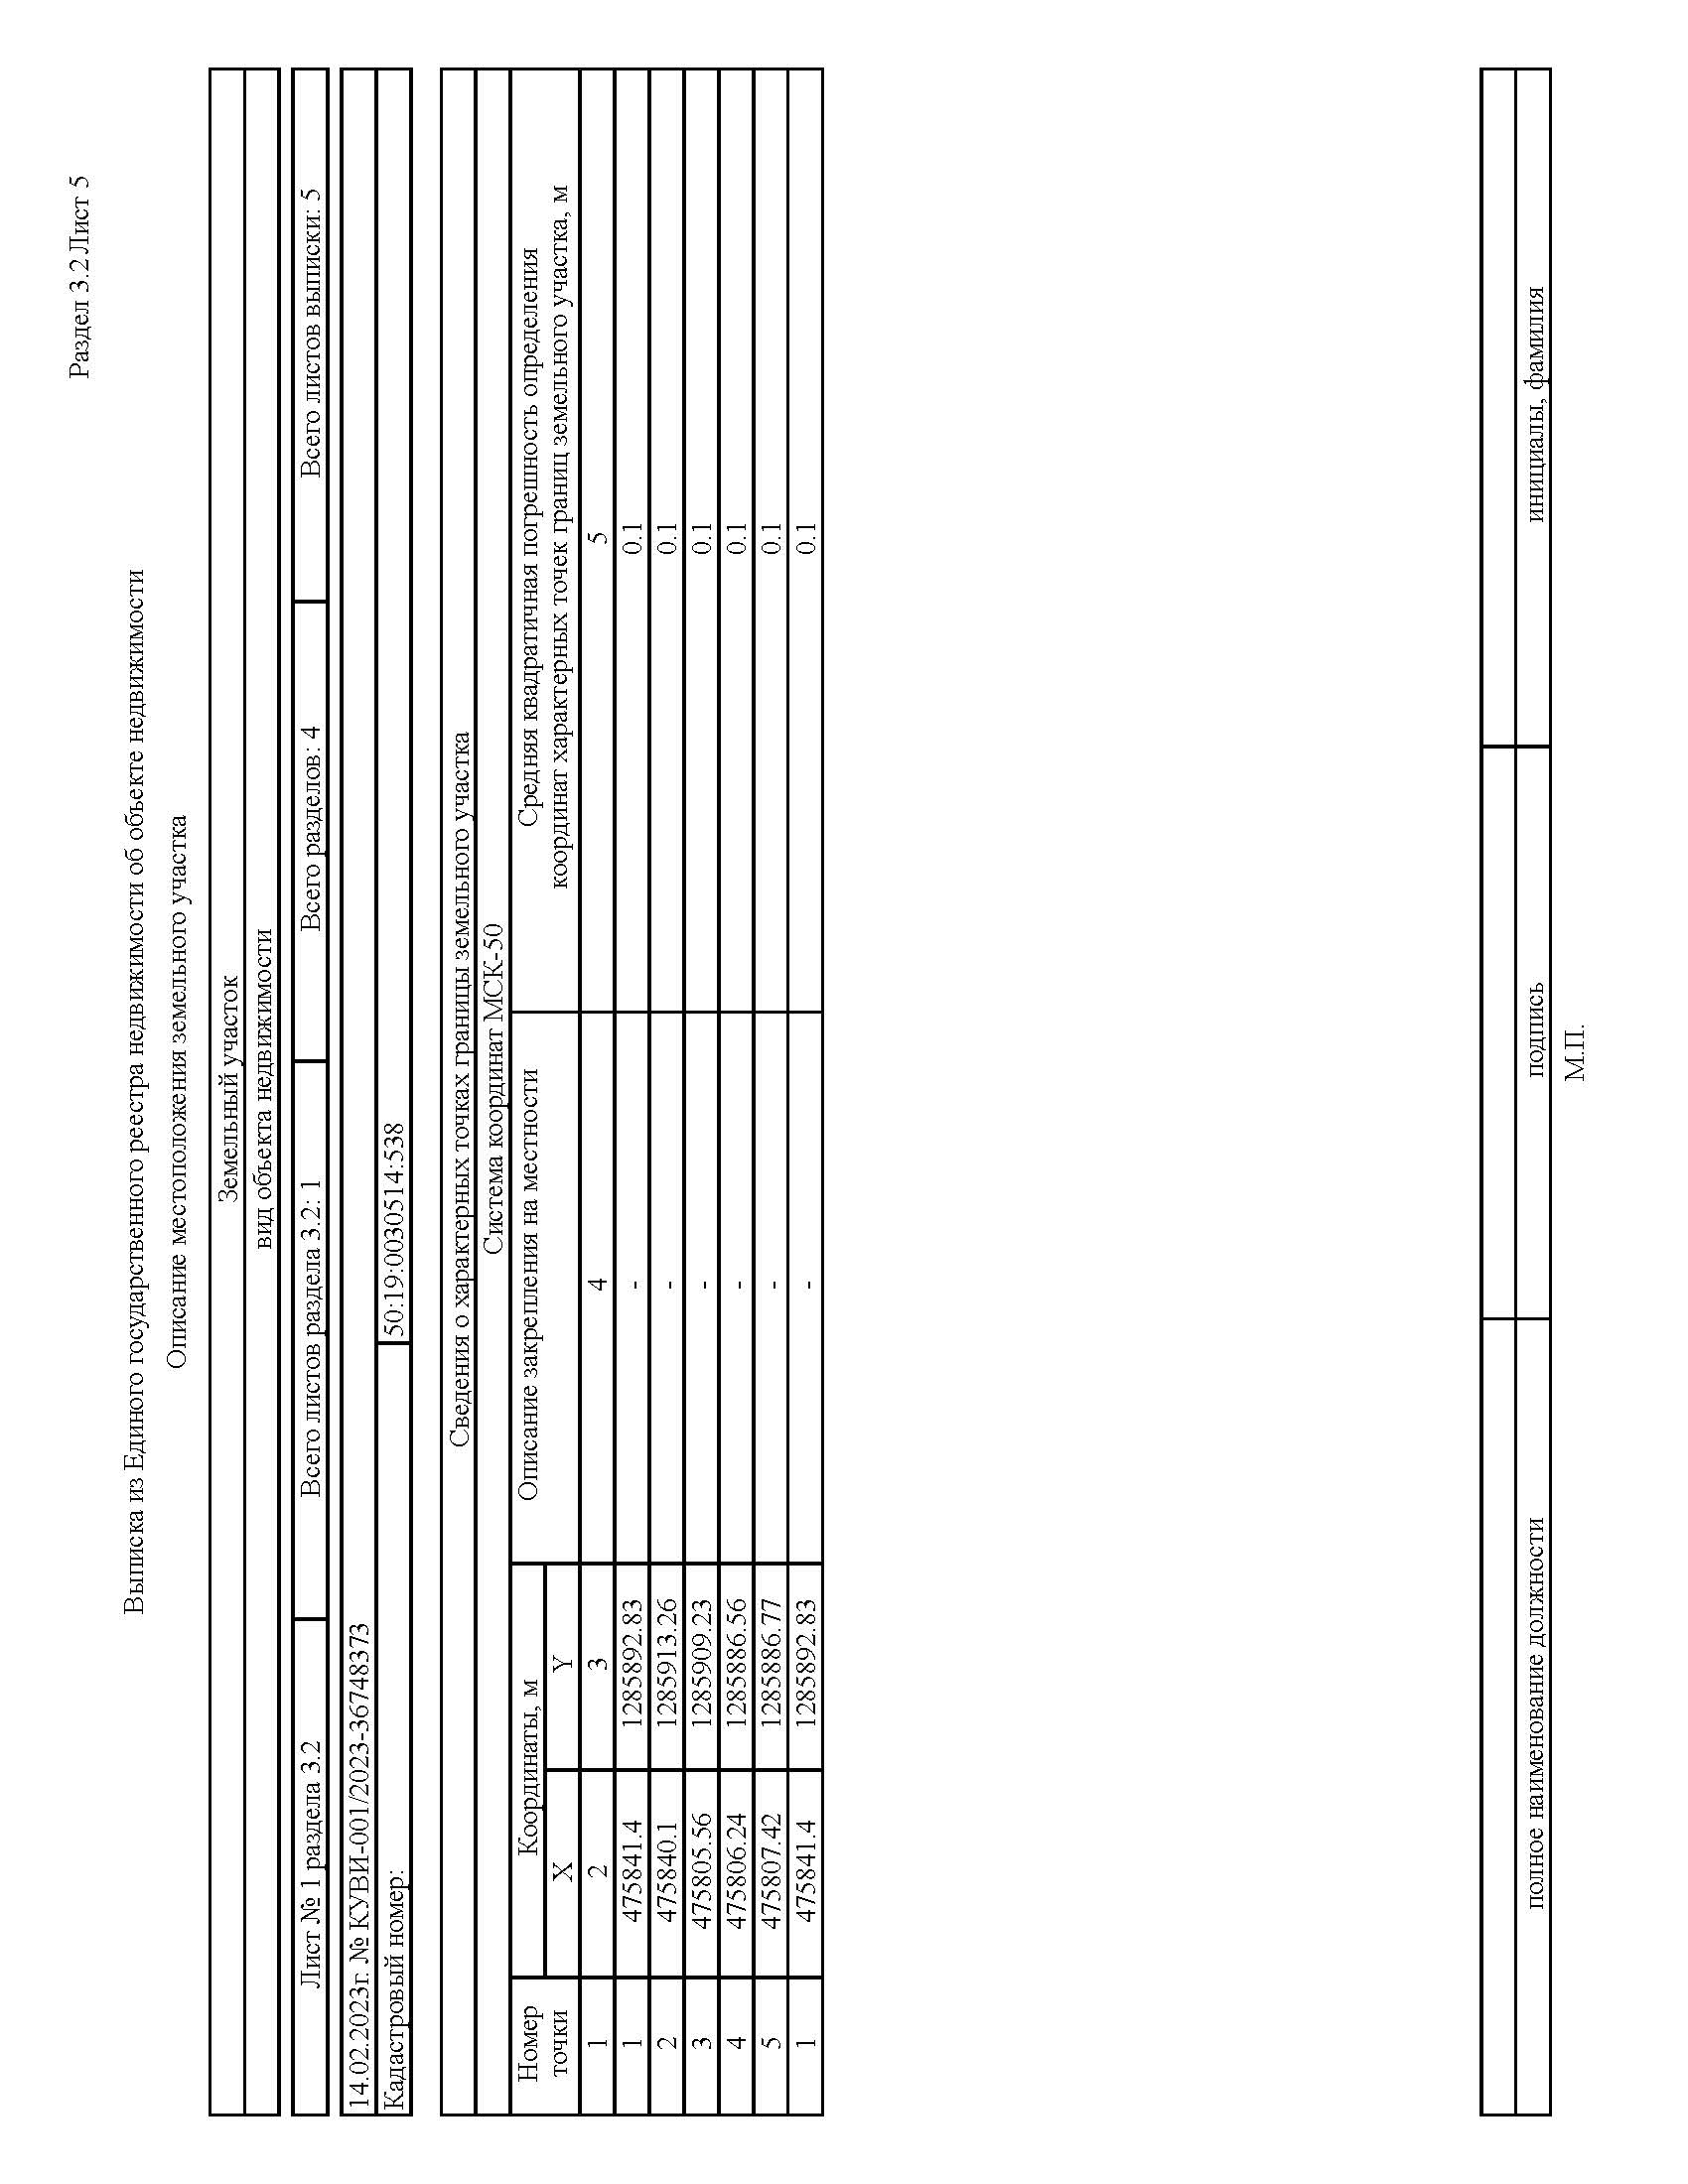 Раздел 3.2 Лист 5
Выписка из Единого государственного реестра недвижимости об объекте недвижимости
Описание местоположения земельного участка
Земельный участок
вид объекта недвижимости
Лист № 1 раздела 3.2 Всего листов раздела 3.2: 1 Всего разделов: 4 Всего листов выписки: 5
14.02.2023г. № КУВИ-001/2023-36748373
Кадастровый номер: 50:19:0030514:538
Сведения о характерных точках границы земельного участка
Система координат МСК-50
Номер точки Координаты, м Описание закрепления на местности Средняя квадратичная погрешность определения
координат характерных точек границ земельного участка, м
X Y
1 2 3 4 5
1 475841.4 1285892.83 - 0.1
2 475840.1 1285913.26 - 0.1
3 475805.56 1285909.23 - 0.1
4 475806.24 1285886.56 - 0.1
5 475807.42 1285886.77 - 0.1
1 475841.4 1285892.83 - 0.1
полное наименование должности подпись инициалы, фамилия
М.П.